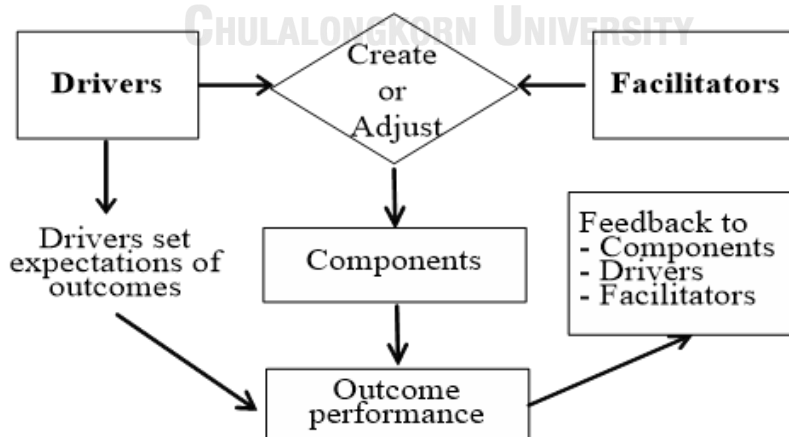 CHULALONGKORN UNIVERSITY
Drivers
Create
or
Adjust
Facilitators
Drivers set
expectations of
outcomes
Components
Feedback to
- Components
- Drivers
- Facilitators
Outcome
performance